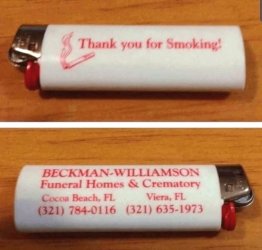 Thank you for Smoking!
BECKMAN-WILLIAMSON
Funeral Homes & Crematory
Cocoa Beach, FL Viera, FL
(321) 784-0116 (321) 635-1973